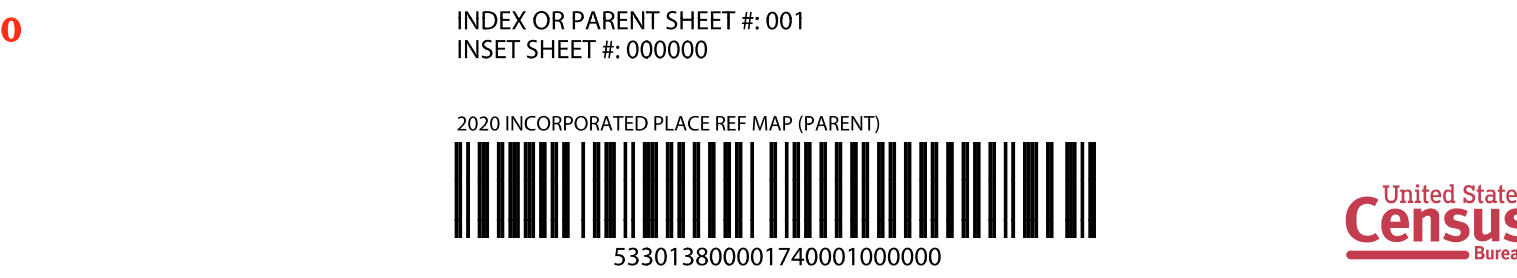 0
INDEX OR PARENT SHEET #: 001
INSET SHEET #: 000000
2020 INCORPORATED PLACE REF MAP (PARENT)
5330138000017400010000000
United State
Census
Burea